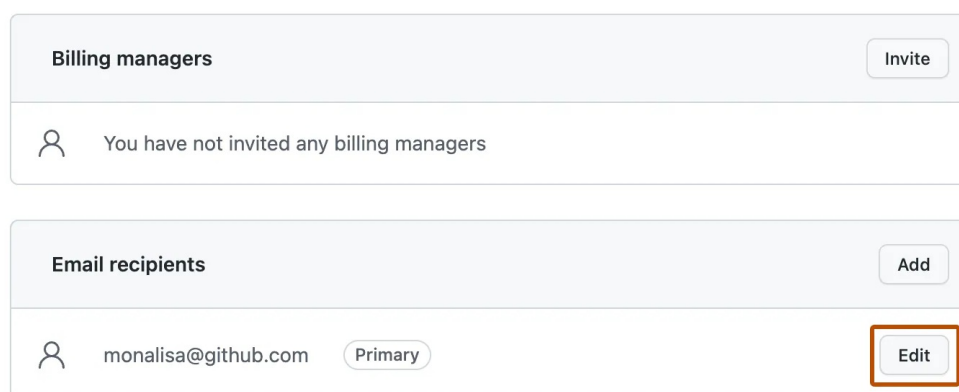 Billing managers Invite
You have not invited any billing managers
Email recipients Add
monalisa@github.com Primary Edit